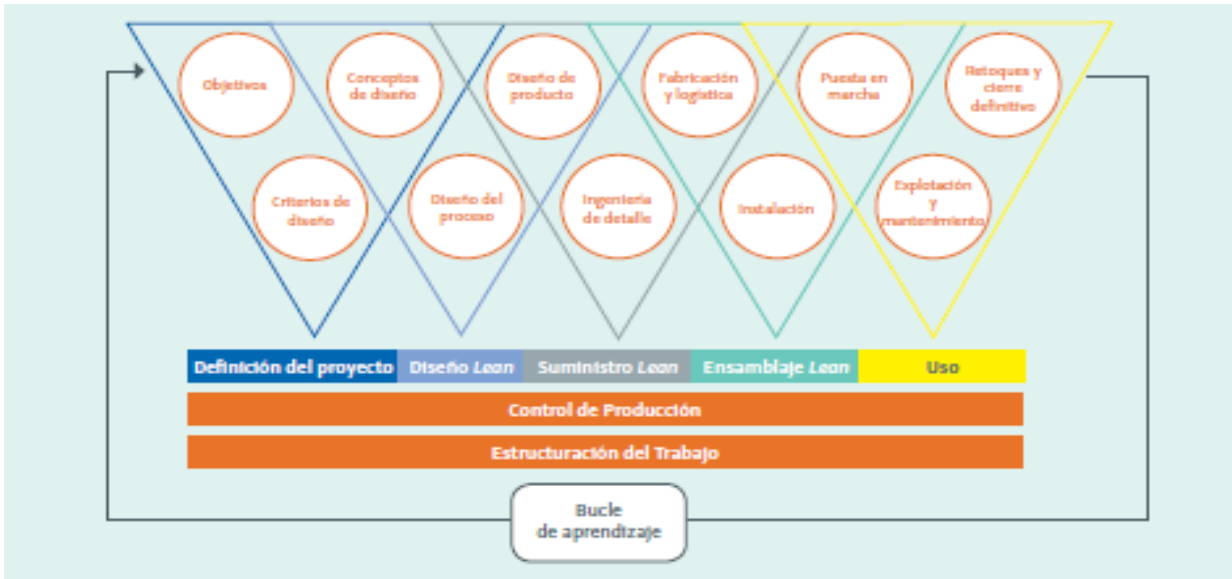 Objetivos
Conceptos
de diseño
Diseño de
producto
Fabricación
y logística
Puesta en
marcha
Retoques y
cierre
definitivo
Criterios de
diseño
Diseño del
proceso
Ingeniería
de detalle
Instalación
Explotación
y
mantenimiento
Definición del proyecto
Diseño Lean
Suministro Lean
Ensamblaje Lean
Uso
Control de Producción
Estructuración del Trabajo
Bucle
de aprendizaje